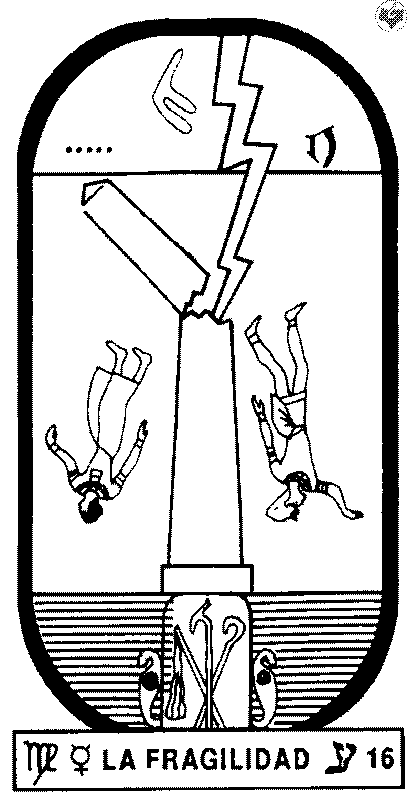 ♍ ☿ LA FRAGILIDAD ע 16